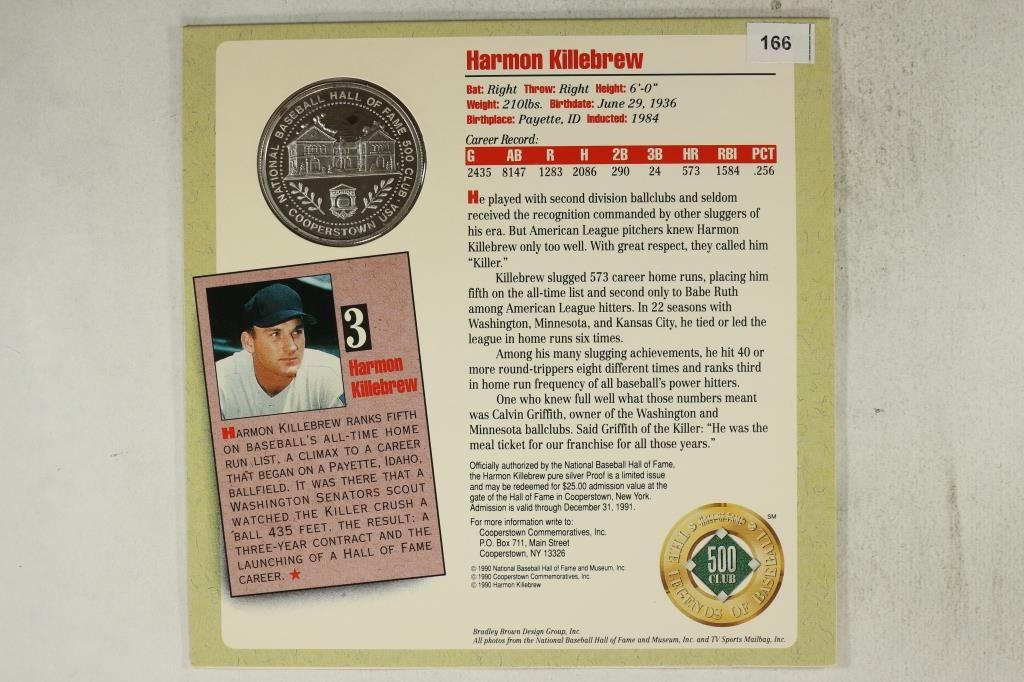 166
Harmon Killebrew
Bat: Right Throw: Right Height: 6'-0"
Weight: 210lbs. Birthdate: June 29, 1936
Birthplace: Payette, ID Inducted: 1984
Career Record:
G AB R H 2B 3B HR RBI PCT
2435 8147 1283 2086 290 24 573 1584 .256
He played with second division ballclubs and seldom
received the recognition commanded by other sluggers of
his era. But American League pitchers knew Harmon
Killebrew only too well. With great respect, they called him
“Killer.”
Killebrew slugged 573 career home runs, placing him
fifth on the all-time list and second only to Babe Ruth
among American League hitters. In 22 seasons with
Washington, Minnesota, and Kansas City, he tied or led the
league in home runs six times.
Among his many slugging achievements, he hit 40 or
more round-trippers eight different times and ranks third
in home run frequency of all baseball's power hitters.
One who knew full well what those numbers meant
was Calvin Griffith, owner of the Washington and
Minnesota ballclubs. Said Griffith of the Killer: “He was the
meal ticket for our franchise for all those years.”
Officially authorized by the National Baseball Hall of Fame,
the Harmon Killebrew pure silver Proof is a limited issue
and may be redeemed for $25.00 admission value at the
gate of the Hall of Fame in Cooperstown, New York.
Admission is valid through December 31, 1991.
For more information write to:
Cooperstown Commemoratives, Inc.
P.O. Box 711, Main Street
Cooperstown, NY 13326
© 1990 National Baseball Hall of Fame and Museum, Inc.
© 1990 Cooperstown Commemoratives, Inc.
© 1990 Harmon Killebrew
Bradley Brown Design Group, Inc.
All photos from the National Baseball Hall of Fame and Museum, Inc. and TV Sports Mailbag, Inc.
NATIONAL BASEBALL HALL OF FAME 500 CLUB
COOPERSTOWN USA
3
Harmon
Killebrew
HARMON KILLEBREW RANKS FIFTH
ON BASEBALL'S ALL-TIME HOME
RUN LIST, A CLIMAX TO A CAREER
THAT BEGAN ON A PAYETTE, IDAHO,
BALLFIELD. IT WAS THERE THAT A
WASHINGTON SENATORS SCOUT
WATCHED THE KILLER CRUSH A
BALL 435 FEET. THE RESULT: A
THREE-YEAR CONTRACT AND THE
LAUNCHING OF A HALL OF FAME
CAREER. ★
HALL OF FAME
THE LEGENDS OF BASEBALL
500
CLUB
SM